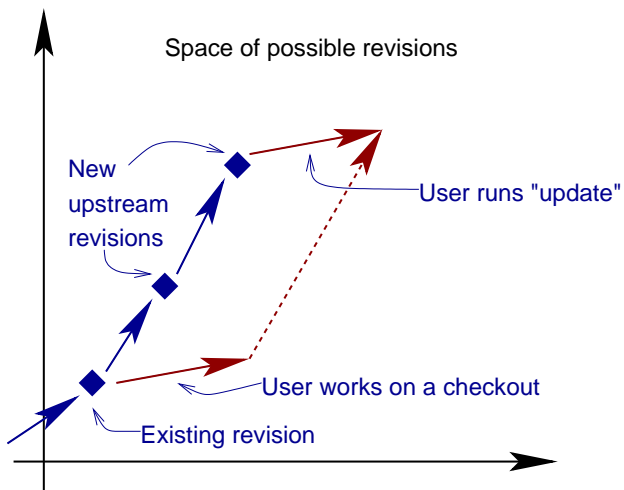 Space of possible revisions
New
upstream
revisions
User runs "update"
User works on a checkout
Existing revision